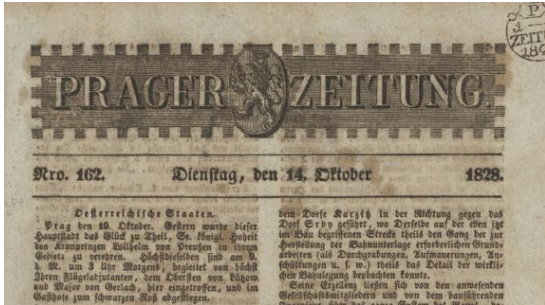 PRAGER ZEITUNG.
Nro. 162. Dienstag, den 14. Oktober 1828.
Oesterreichische Staaten.
Prag den 10. Oktober. Gestern wurde dieser
Hauptstadt das Glück zu Theil, Se. königl. Hoheit
den Kronprinzen Wilhelm von Preußen in ihrem
Gebiete zu verehren. Höchstdieselben sind am 9.
d. M. um 3 Uhr Morgens, begleitet von höchst
Ihren Flügeladjutanten, dem Obersten von Lützow
und Major von Gerlach, hier eingetroffen, und im
Gasthofe zum schwarzen Roß abgestiegen.
dem Dorfe Karzitz in der Richtung gegen das
Dorf Srby geführt, wo Derselbe auf der eben itzt
im Bau begriffenen Strecke theils den Gang der zur
Herstellung der Bahnunterlage erforderlichen Grund-
arbeiten (als Durchgrabungen, Aufmauerungen, An-
schüttungen u. s. w.) theils das Detail der wirkli-
chen Bahnlegung beobachten konnte.
Seine Exzellenz liessen sich von den anwesenden
Gesellschaftsmitgliedern und von dem bauführenden